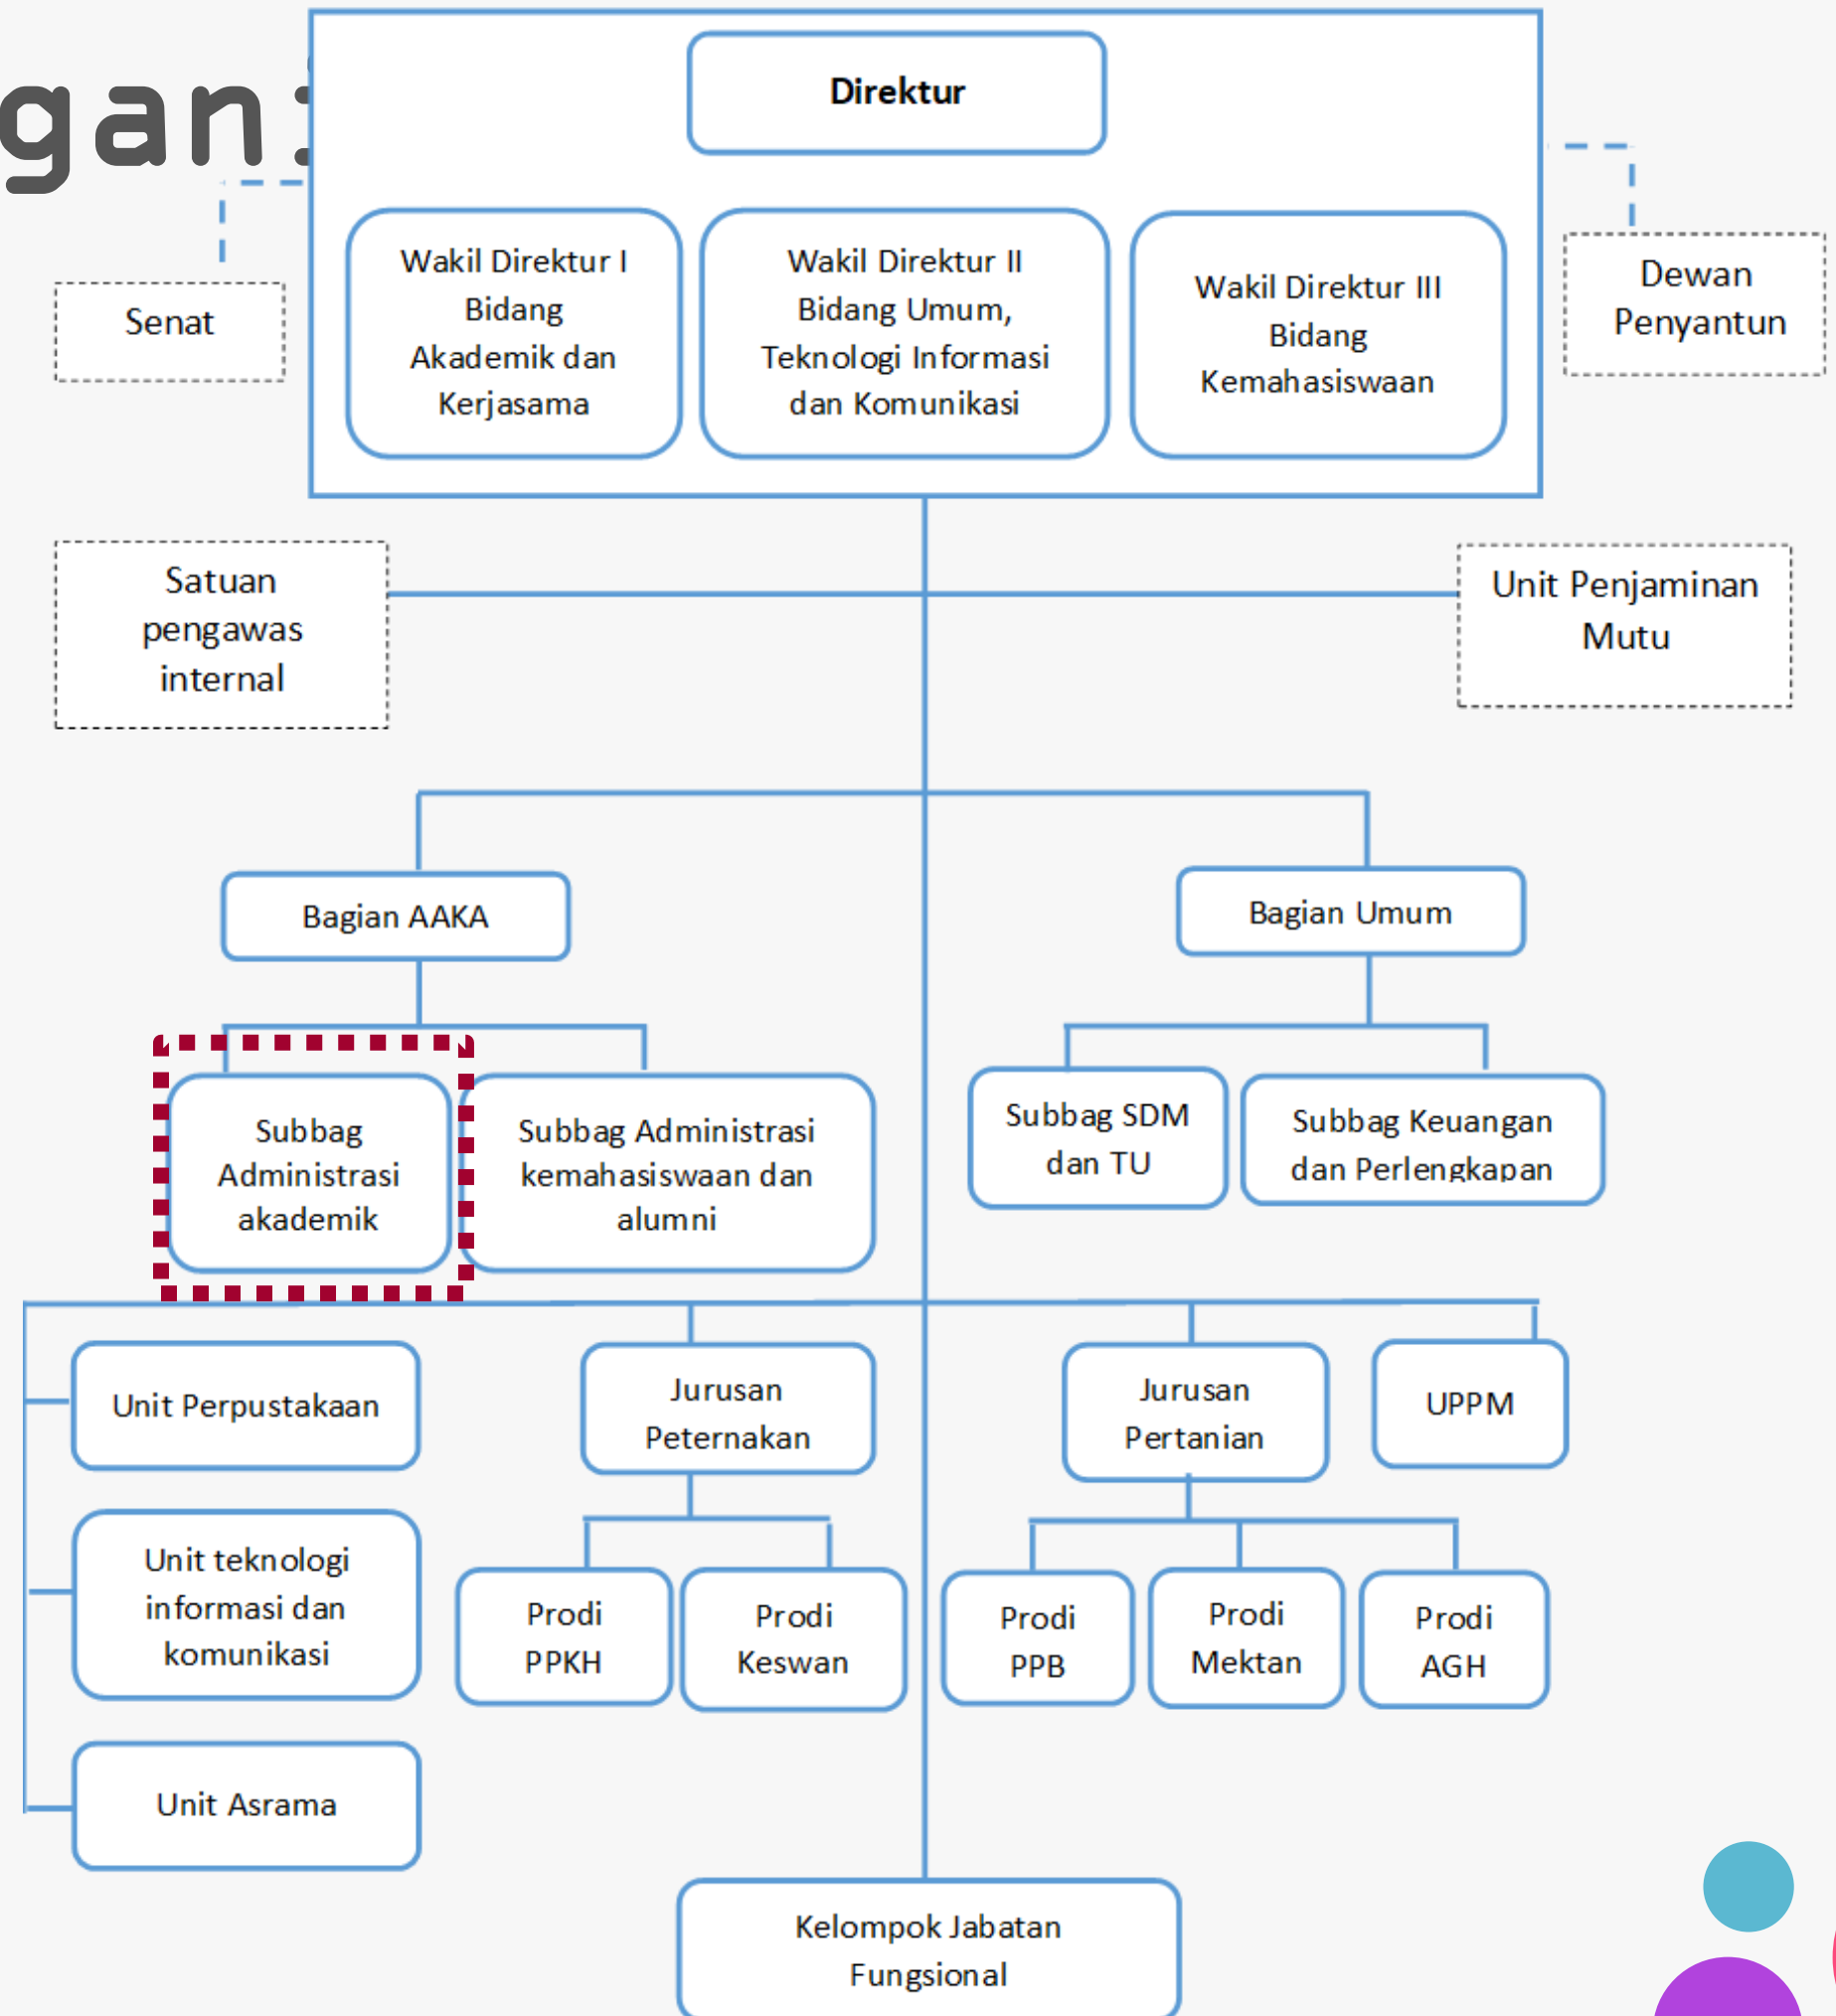 gan
Direktur
Wakil Direktur I
Bidang
Akademik dan
Kerjasama
Wakil Direktur II
Bidang Umum,
Teknologi Informasi
dan Komunikasi
Wakil Direktur III
Bidang
Kemahasiswaan
Senat
Dewan
Penyantun
Satuan
pengawas
internal
Unit Penjaminan
Mutu
Bagian AAKA
Bagian Umum
Subbag
Administrasi
akademik
Subbag Administrasi
kemahasiswaan dan
alumni
Subbag SDM
dan TU
Subbag Keuangan
dan Perlengkapan
Unit Perpustakaan
Jurusan
Peternakan
Jurusan
Pertanian
UPPM
Unit teknologi
informasi dan
komunikasi
Prodi
PPKH
Prodi
Keswan
Prodi
PPB
Prodi
Mektan
Prodi
AGH
Unit Asrama
Kelompok Jabatan
Fungsional